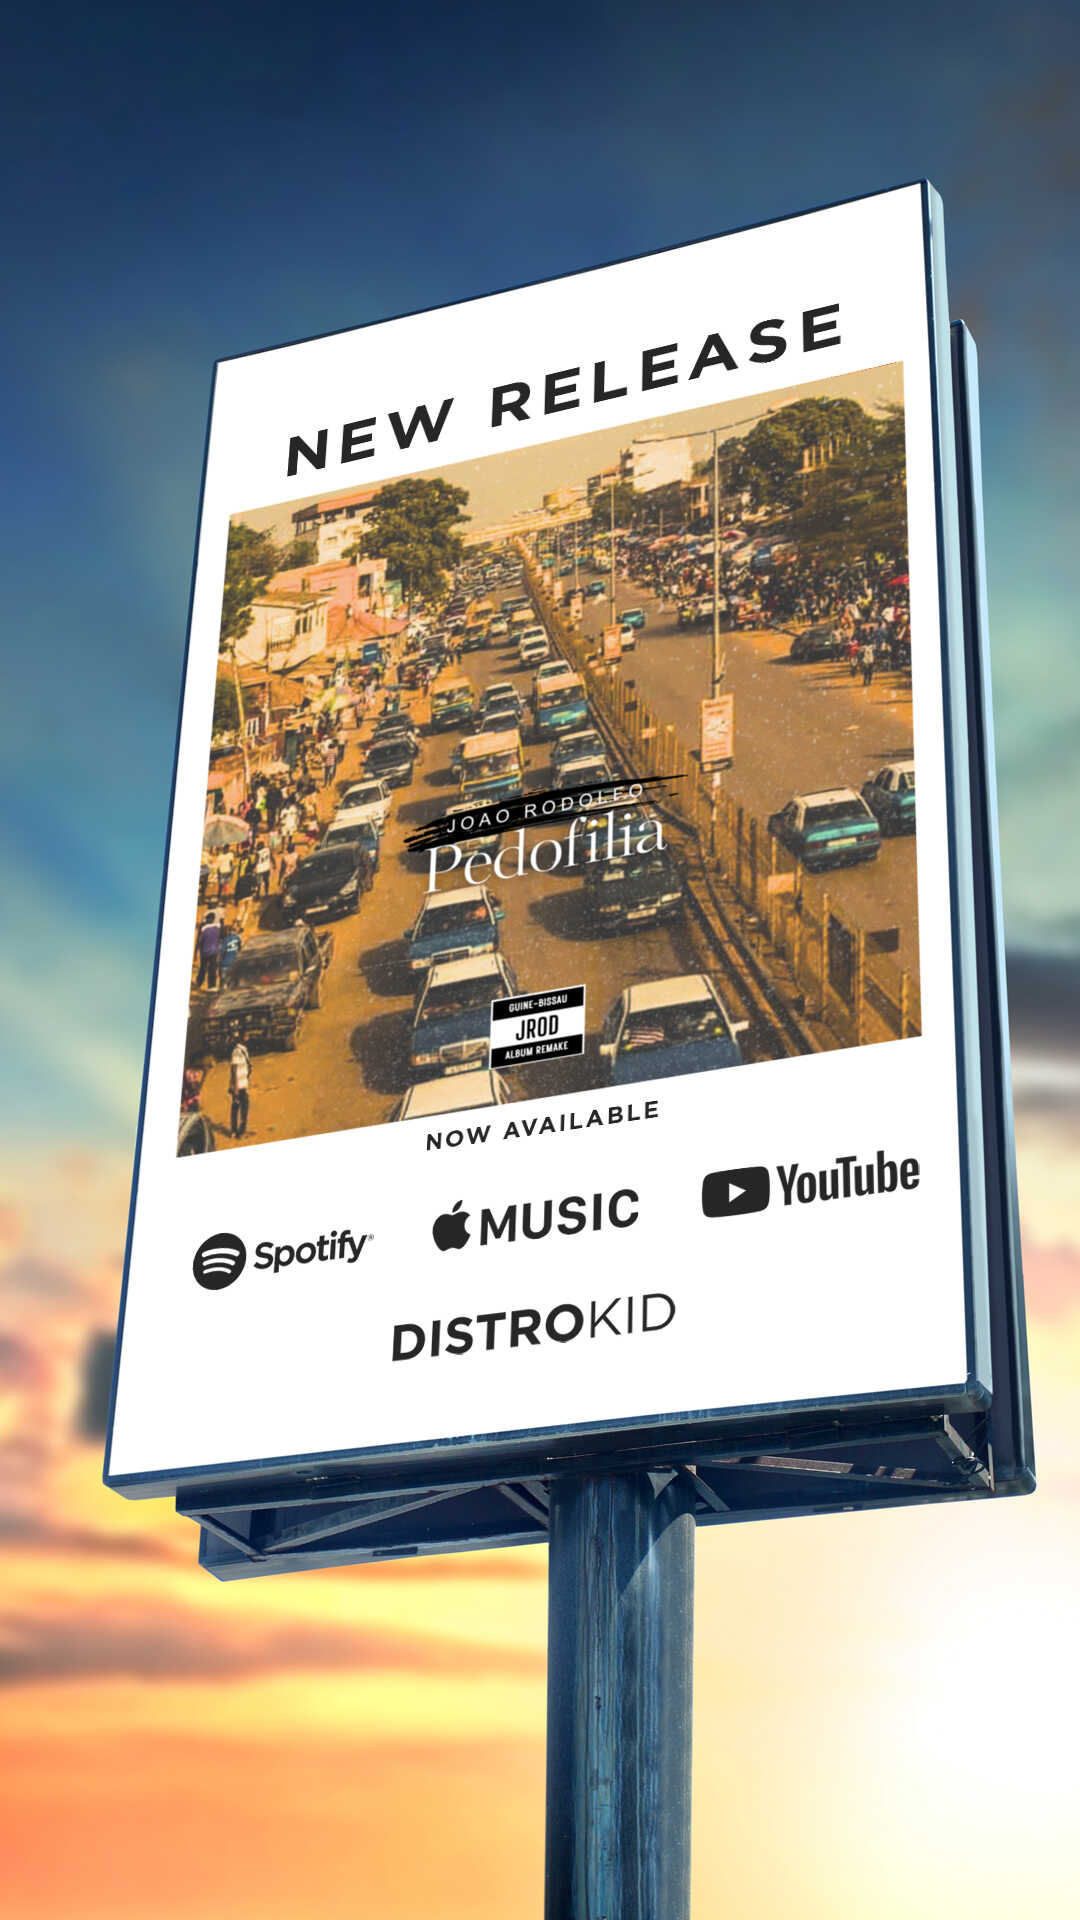 NEW RELEASE
JOAO RODOLFO
Pedofilia
GUINE-BISSAU
JROD
ALBUM REMAKE
NOW AVAILABLE
Spotify®
MUSIC
YouTube
DISTROKID